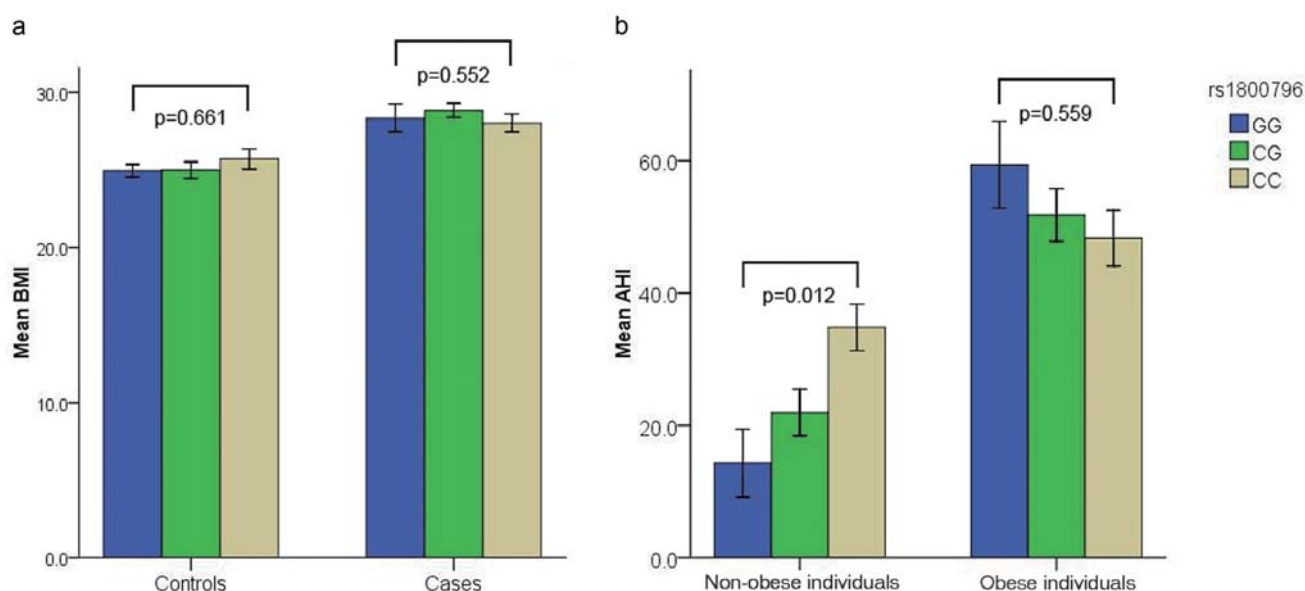 a
Mean BMI
30.0
20.0
10.0
0.0
p=0.661
p=0.552
Controls
Cases
b
Mean AHI
60.0
40.0
20.0
0.0
p=0.012
p=0.559
Non-obese individuals
Obese individuals
rs1800796
GG
CG
CC